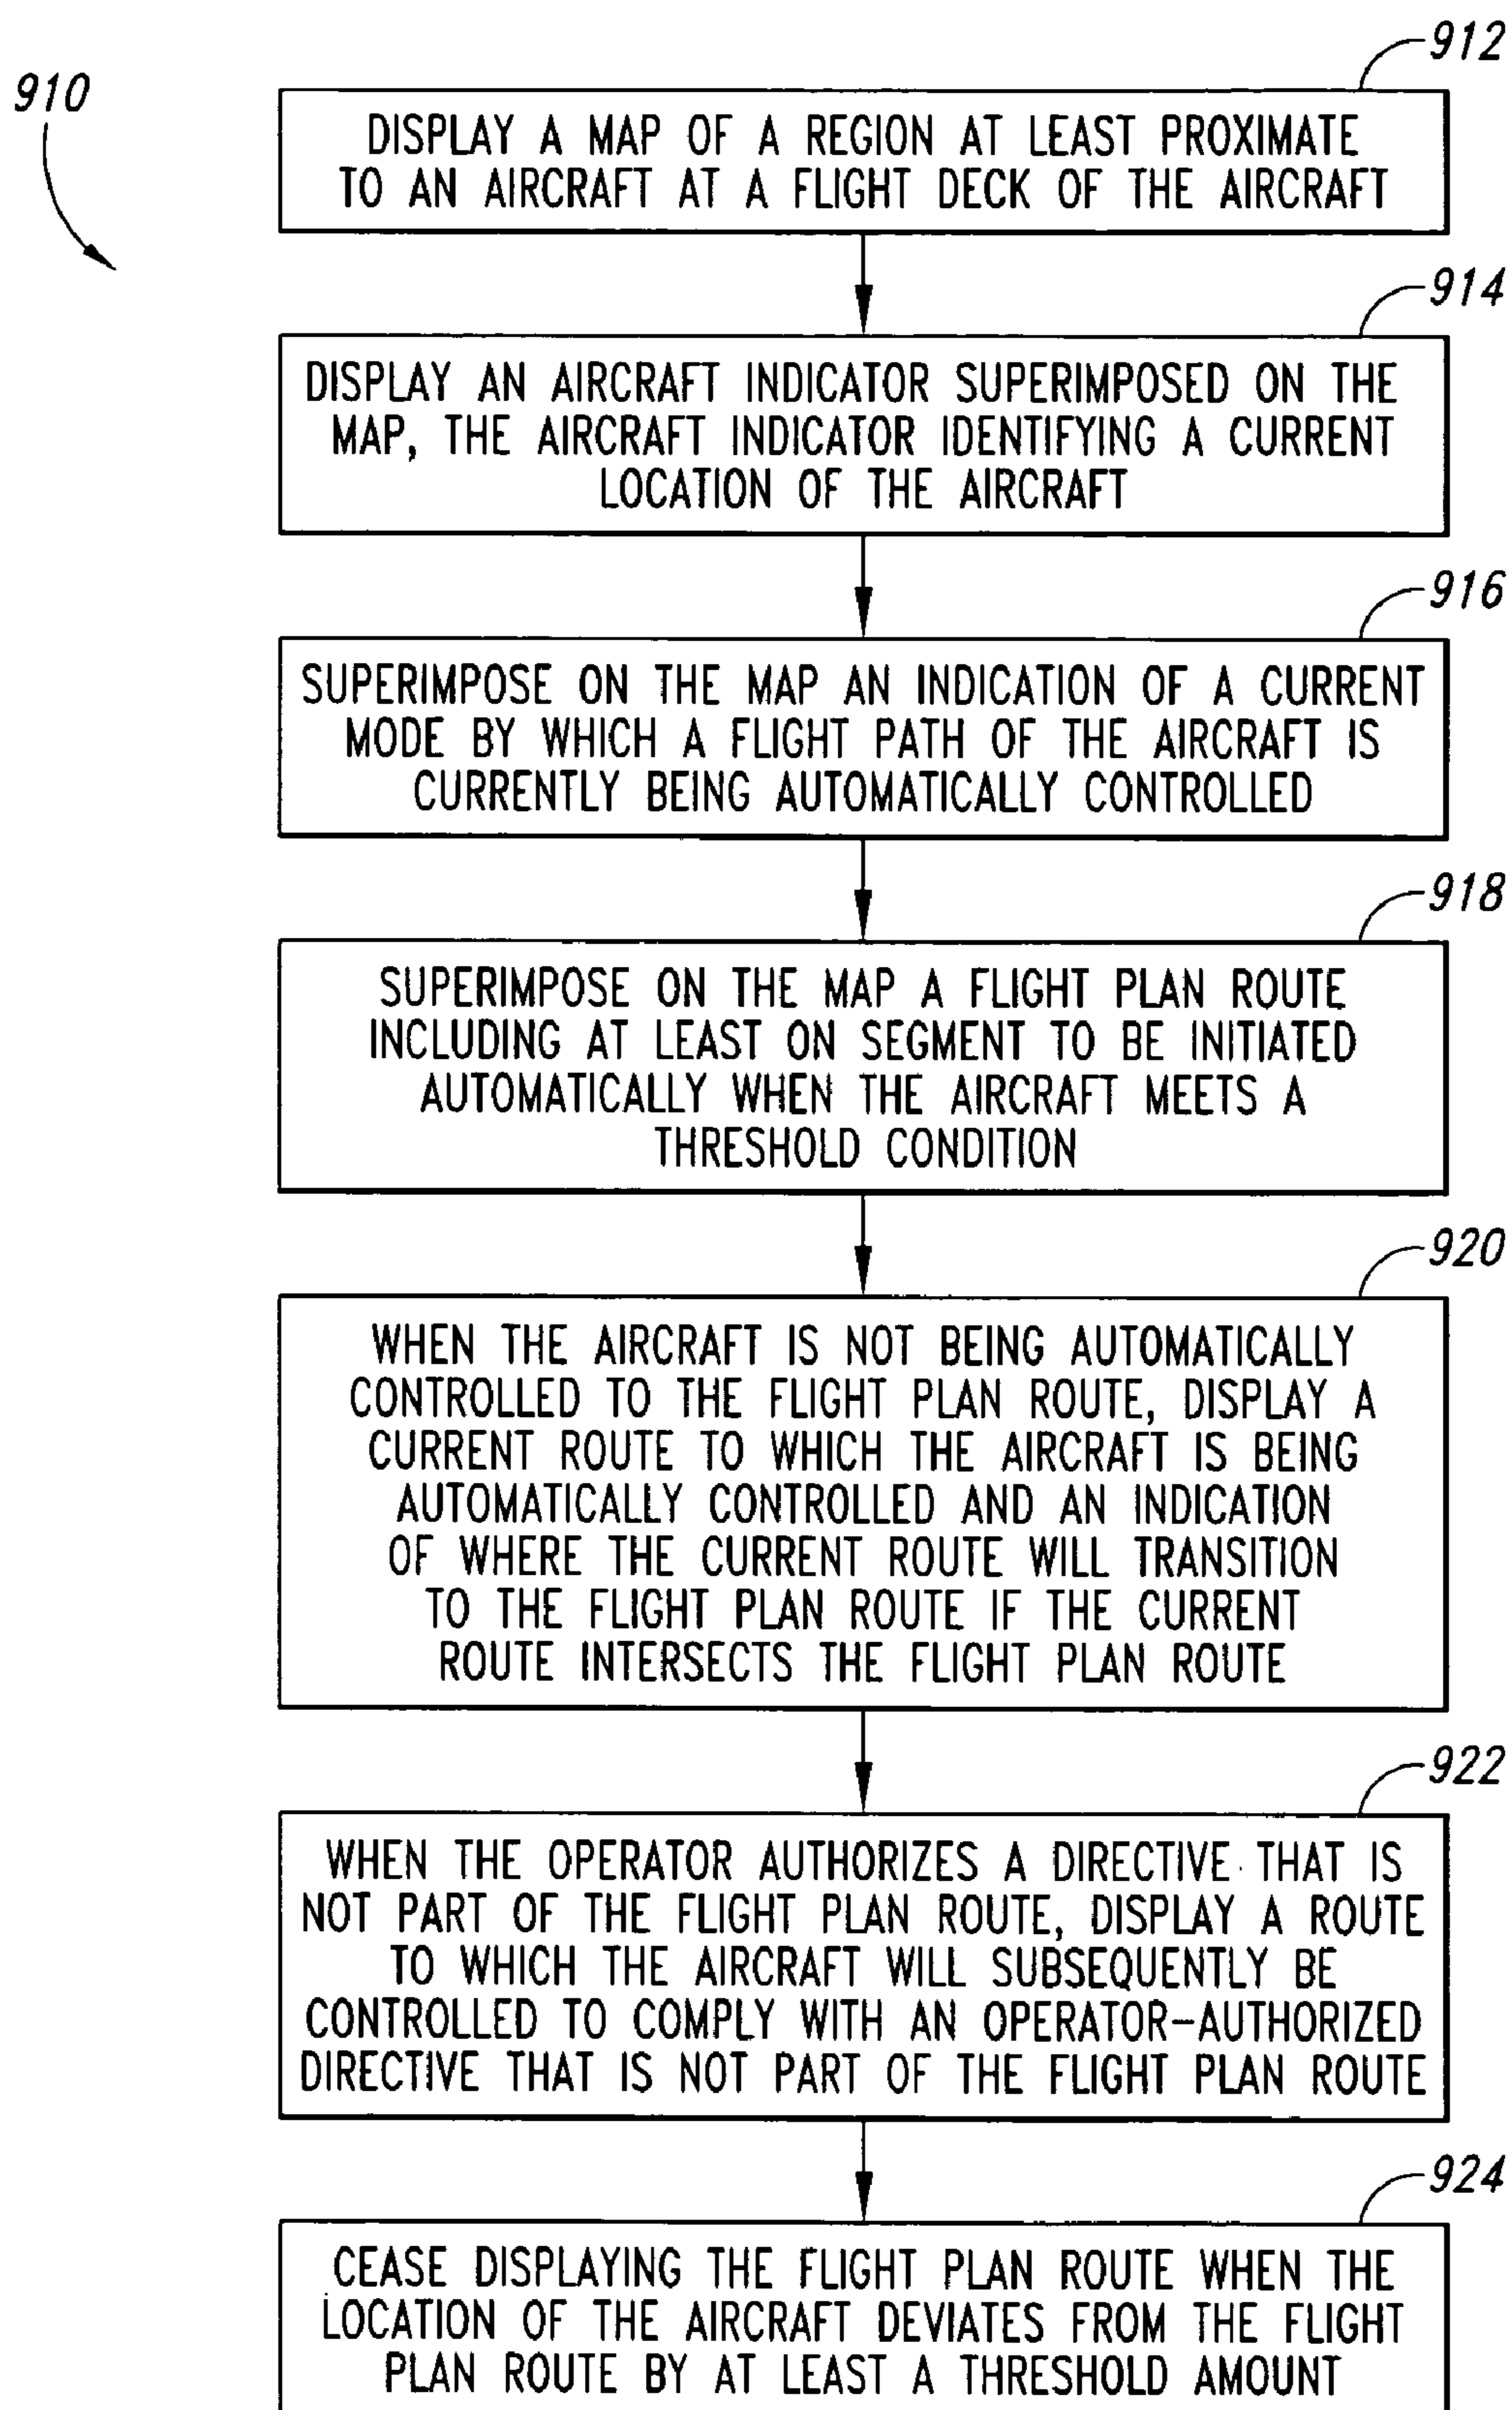 912
910
DISPLAY A MAP OF A REGION AT LEAST PROXIMATE
TO AN AIRCRAFT AT A FLIGHT DECK OF THE AIRCRAFT
914
DISPLAY AN AIRCRAFT INDICATOR SUPERIMPOSED ON THE
MAP, THE AIRCRAFT INDICATOR IDENTIFYING A CURRENT
LOCATION OF THE AIRCRAFT
916
SUPERIMPOSE ON THE MAP AN INDICATION OF A CURRENT
MODE BY WHICH A FLIGHT PATH OF THE AIRCRAFT IS
CURRENTLY BEING AUTOMATICALLY CONTROLLED
918
SUPERIMPOSE ON THE MAP A FLIGHT PLAN ROUTE
INCLUDING AT LEAST ON SEGMENT TO BE INITIATED
AUTOMATICALLY WHEN THE AIRCRAFT MEETS A
THRESHOLD CONDITION
920
WHEN THE AIRCRAFT IS NOT BEING AUTOMATICALLY
CONTROLLED TO THE FLIGHT PLAN ROUTE, DISPLAY A
CURRENT ROUTE TO WHICH THE AIRCRAFT IS BEING
AUTOMATICALLY CONTROLLED AND AN INDICATION
OF WHERE THE CURRENT ROUTE WILL TRANSITION
TO THE FLIGHT PLAN ROUTE IF THE CURRENT
ROUTE INTERSECTS THE FLIGHT PLAN ROUTE
922
WHEN THE OPERATOR AUTHORIZES A DIRECTIVE THAT IS
NOT PART OF THE FLIGHT PLAN ROUTE, DISPLAY A ROUTE
TO WHICH THE AIRCRAFT WILL SUBSEQUENTLY BE
CONTROLLED TO COMPLY WITH AN OPERATOR-AUTHORIZED
DIRECTIVE THAT IS NOT PART OF THE FLIGHT PLAN ROUTE
924
CEASE DISPLAYING THE FLIGHT PLAN ROUTE WHEN THE
LOCATION OF THE AIRCRAFT DEVIATES FROM THE FLIGHT
PLAN ROUTE BY AT LEAST A THRESHOLD AMOUNT